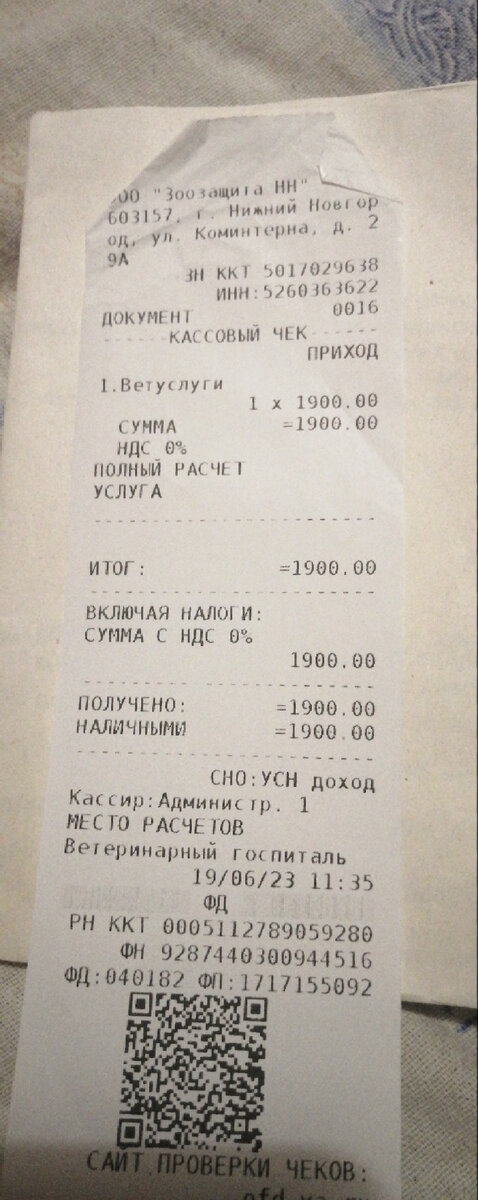 ООО "Зоозащита НН"
603157, г. Нижний Новгор
од, ул. Коминтерна, д. 2
9А
ЗН ККТ 5017029638
ИНН:5260363622
ДОКУМЕНТ 0016
КАССОВЫЙ ЧЕК
ПРИХОД
1.Ветуслуги
1 х 1900.00
СУММА =1900.00
НДС 0%
ПОЛНЫЙ РАСЧЕТ
УСЛУГА
ИТОГ: =1900.00
ВКЛЮЧАЯ НАЛОГИ:
СУММА С НДС 0%
1900.00
ПОЛУЧЕНО: =1900.00
НАЛИЧНЫМИ =1900.00
СНО:УСН доход
Кассир:Администр. 1
МЕСТО РАСЧЕТОВ
Ветеринарный госпиталь
19/06/23 11:35
ФД
РН ККТ 0005112789059280
ФН 9287440300944516
ФД:040182 ФП:1717155092
САЙТ ПРОВЕРКИ ЧЕКОВ: